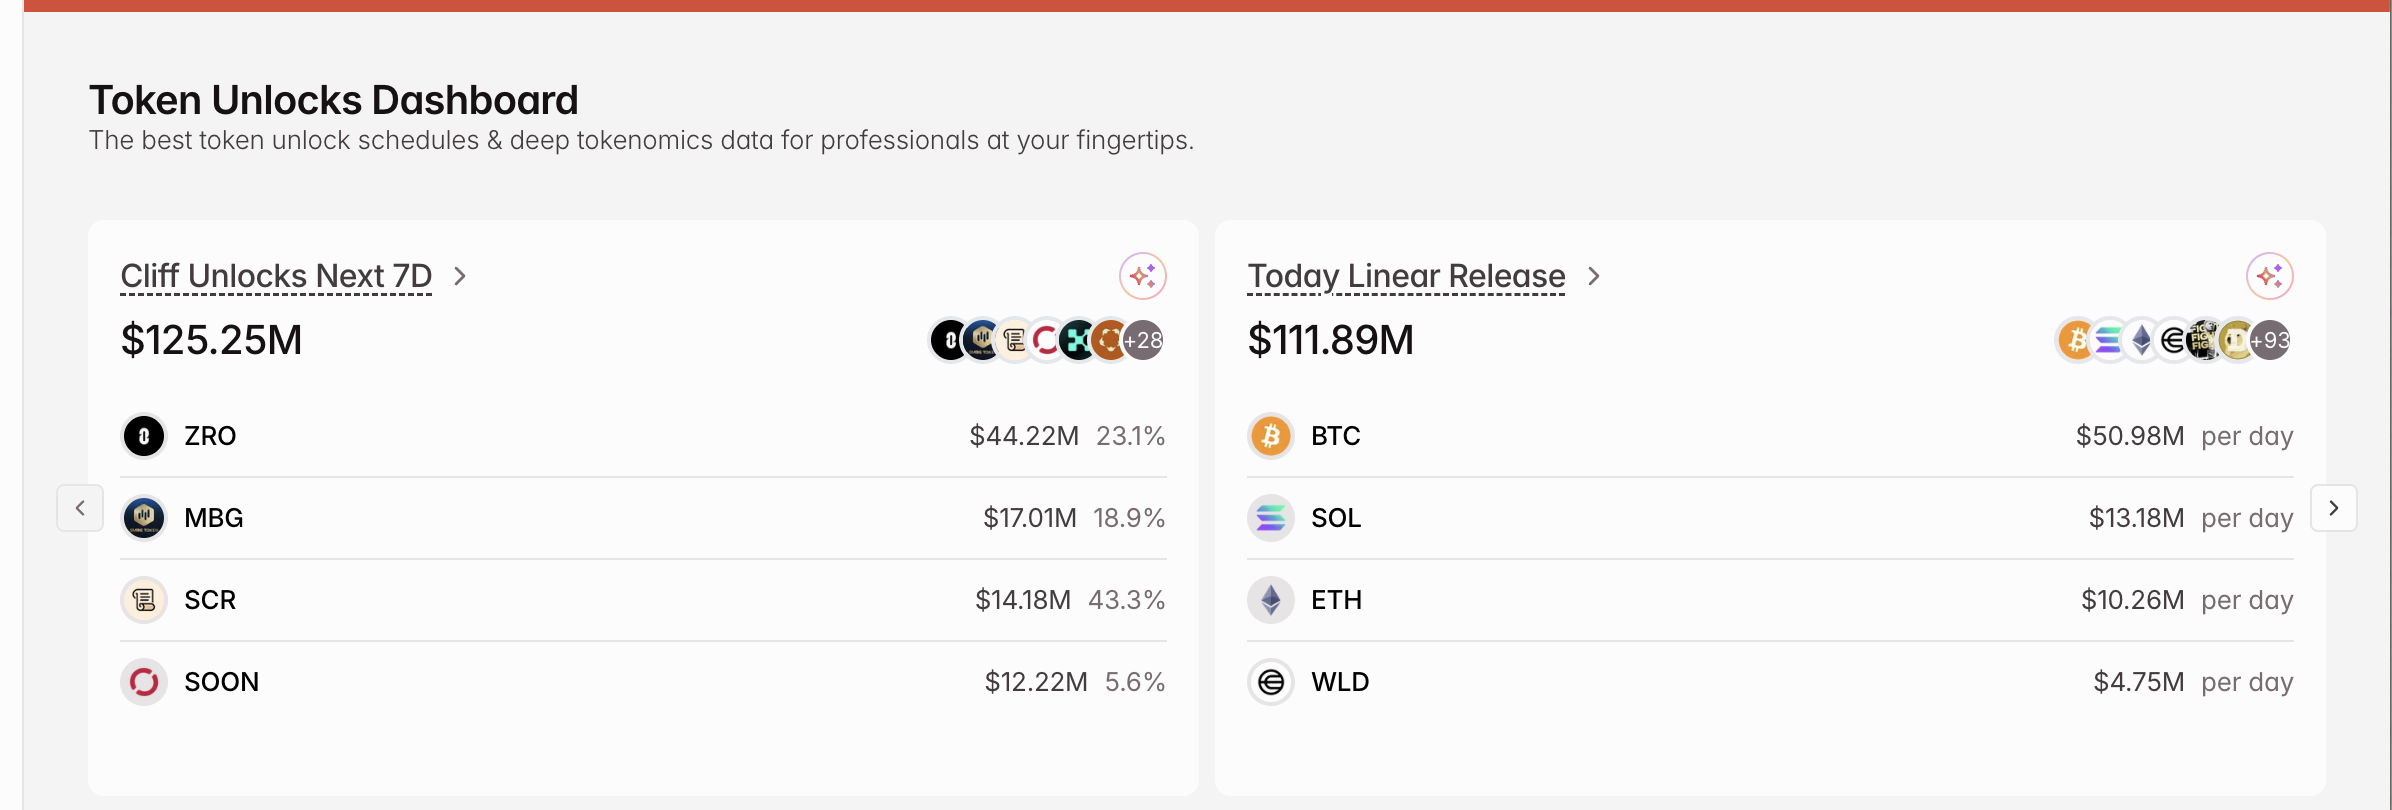 Token Unlocks Dashboard
The best token unlock schedules & deep tokenomics data for professionals at your fingertips.
Cliff Unlocks Next 7D
$125.25M
+28
ZRO $44.22M 23.1%
MBG $17.01M 18.9%
SCR $14.18M 43.3%
SOON $12.22M 5.6%
Today Linear Release
$111.89M
+93
BTC $50.98M per day
SOL $13.18M per day
ETH $10.26M per day
WLD $4.75M per day